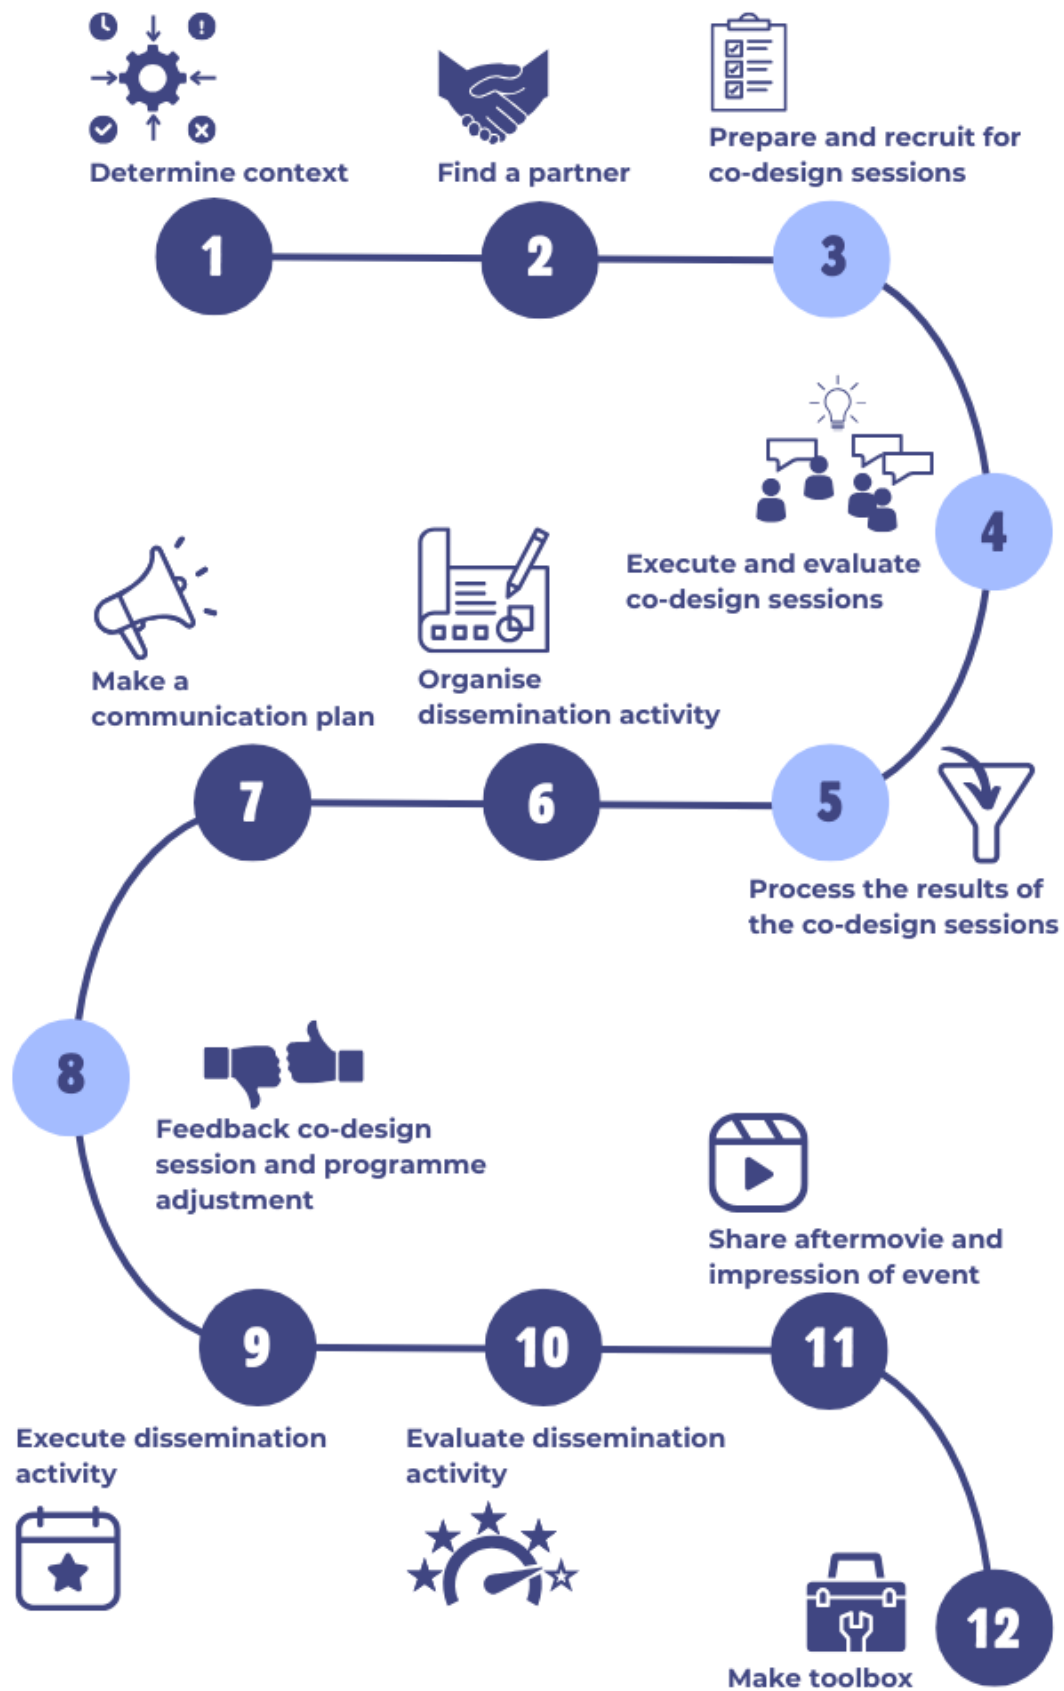 Determine context
Find a partner
Prepare and recruit for
co-design sessions
1
2
3
Execute and evaluate
co-design sessions
4
Make a
communication plan
Organise
dissemination activity
7
6
5
Process the results of
the co-design sessions
8
Feedback co-design
session and programme
adjustment
Share aftermovie and
impression of event
9
10
11
Execute dissemination
activity
Evaluate dissemination
activity
12
Make toolbox